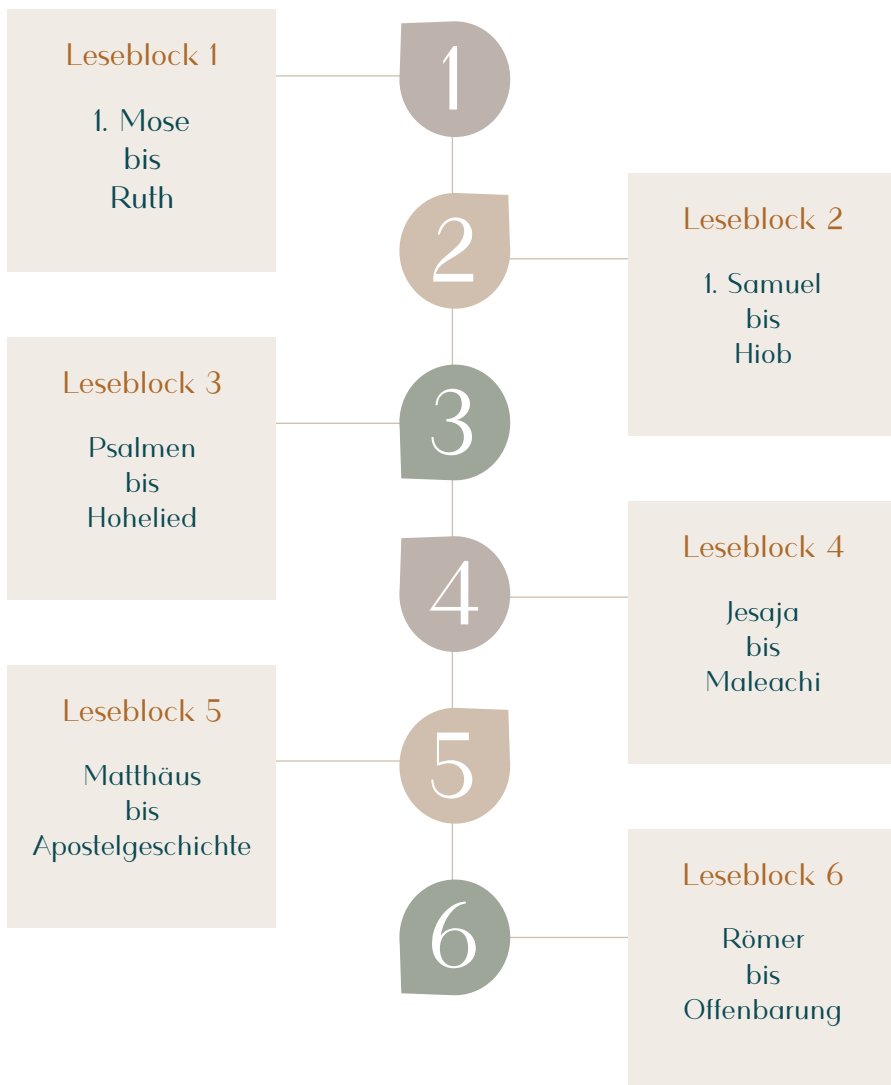 Leseblock 1
1. Mose
bis
Ruth
1
2
Leseblock 2
1. Samuel
bis
Hiob
Leseblock 3
Psalmen
bis
Hohelied
3
4
Leseblock 4
Jesaja
bis
Maleachi
Leseblock 5
Matthäus
bis
Apostelgeschichte
5
6
Leseblock 6
Römer
bis
Offenbarung